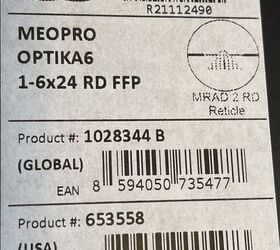 R21112490
MEOPRO
OPTIKA6
1-6x24 RD FFP
MRAD 2 RD
Reticle
Product #: 1028344 B
(GLOBAL)
EAN
8 594050 735477
Product #: 653558
(USA)